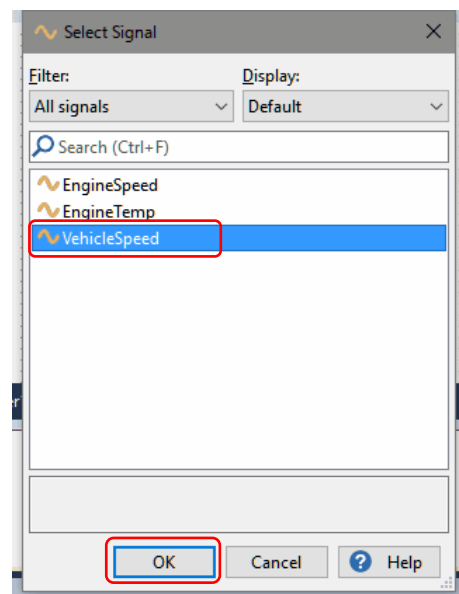 Select Signal
Filter: Display:
All signals Default
Search (Ctrl+F)
EngineSpeed
EngineTemp
VehicleSpeed
OK Cancel Help